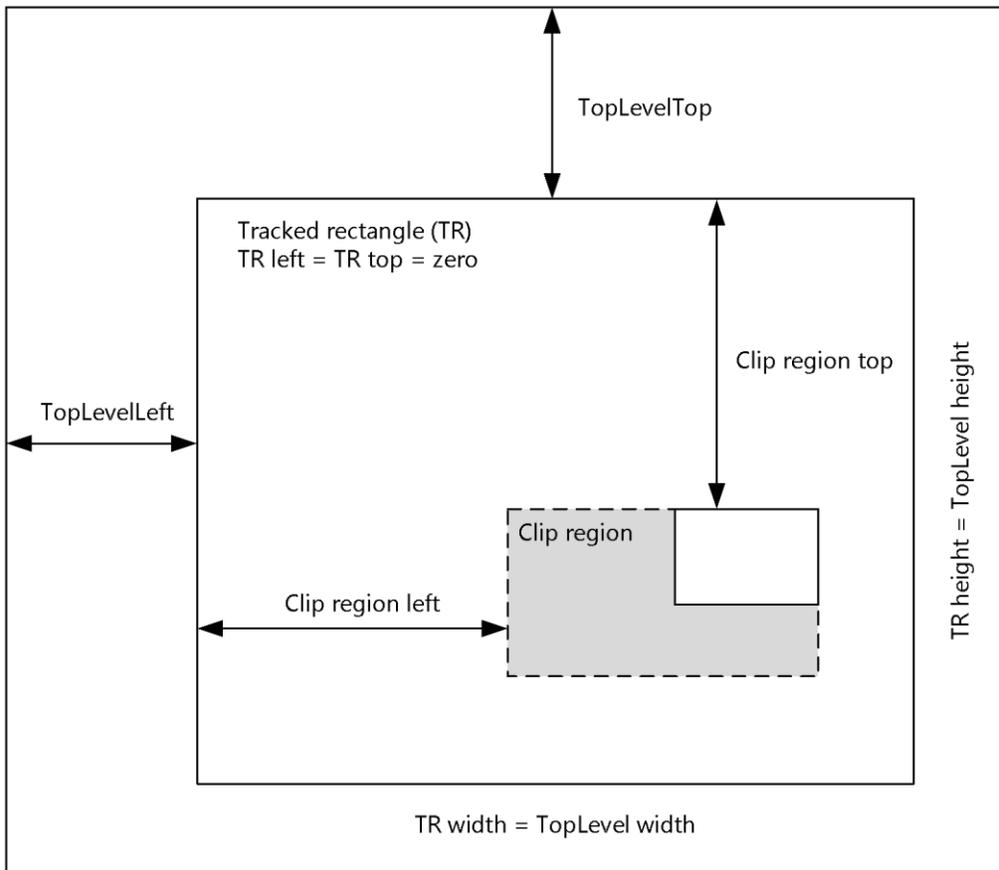 TopLevelTop
Tracked rectangle (TR)
TR left = TR top = zero
Clip region top
TopLevelLeft
TR height = TopLevel height
Clip region
Clip region left
TR width = TopLevel width